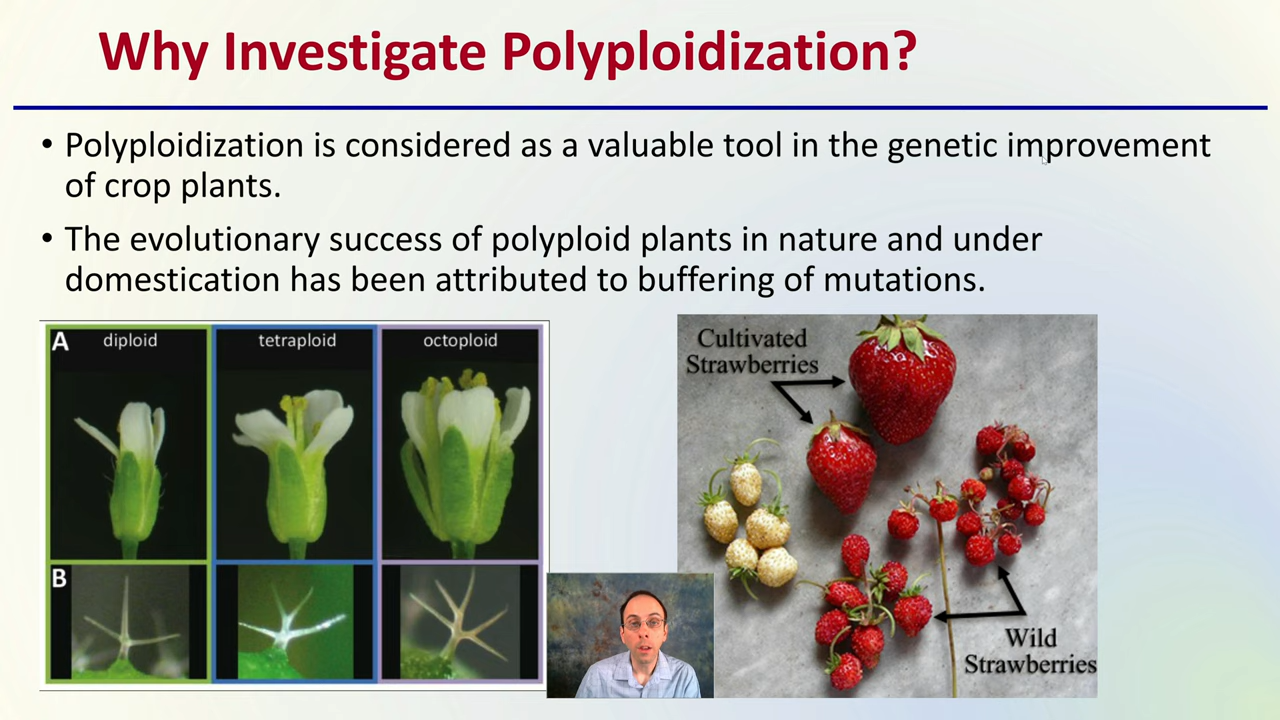 Why Investigate Polyploidization?
• Polyploidization is considered as a valuable tool in the genetic improvement
of crop plants.
• The evolutionary success of polyploid plants in nature and under
domestication has been attributed to buffering of mutations.
A
diploid
tetraploid
octoploid
B
Cultivated
Strawberries
Wild
Strawberries